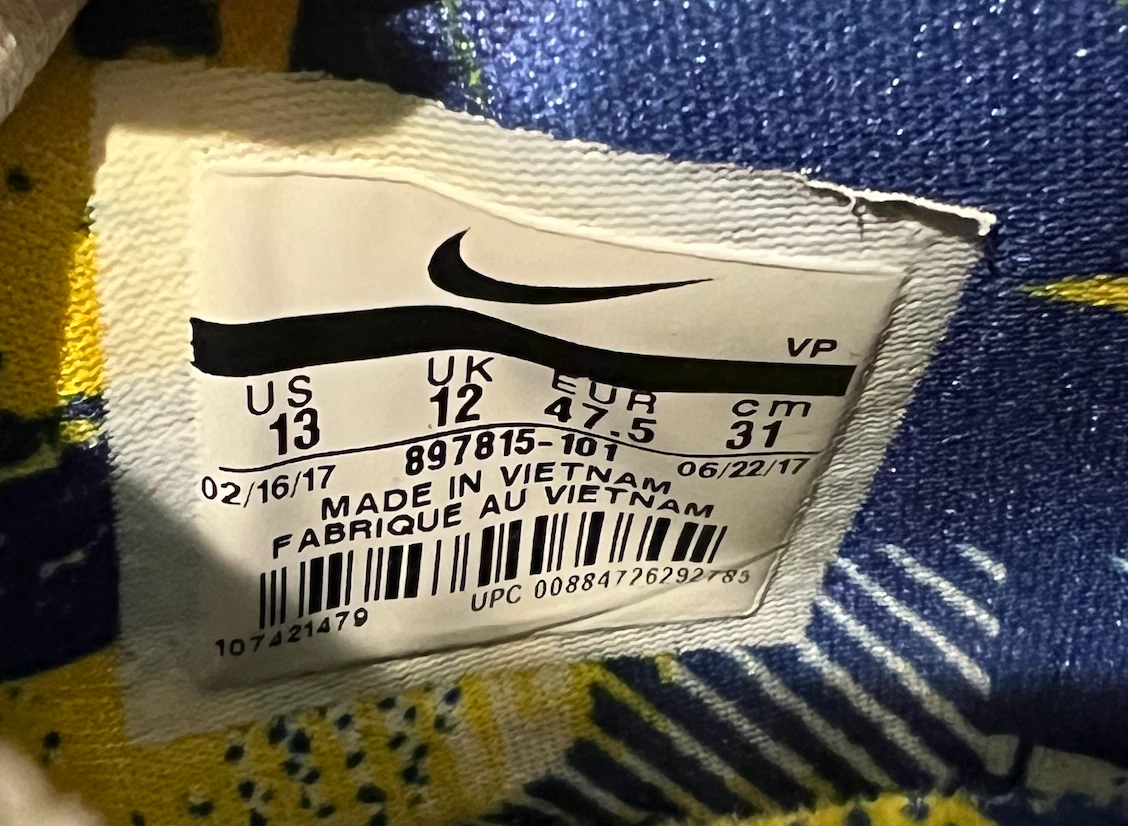 VP
US UK EUR cm
13 12 47.5 31
897815-101
02/16/17 06/22/17
MADE IN VIETNAM
FABRIQUE AU VIETNAM
UPC 00884726292785
107421479